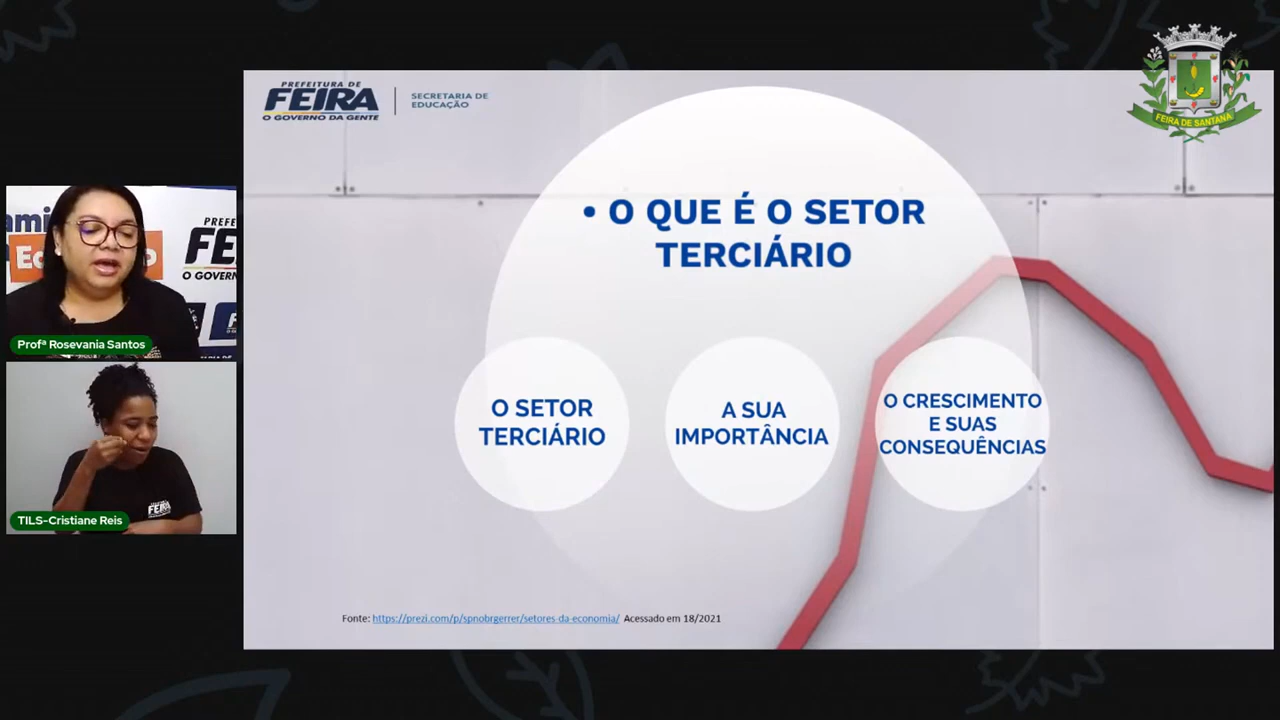 PREFEITURA DE
FEIRA
O GOVERNO DA GENTE
SECRETARIA DE
EDUCAÇÃO
FEIRA DE SANTANA
• O QUE É O SETOR
TERCIÁRIO
O SETOR
TERCIÁRIO
A SUA
IMPORTÂNCIA
O CRESCIMENTO
E SUAS
CONSEQUÊNCIAS
Fonte: https://prezi.com/p/spnobrgerrer/setores-da-economia/ Acessado em 18/2021
Profª Rosevania Santos
FEIRA
TILS-Cristiane Reis